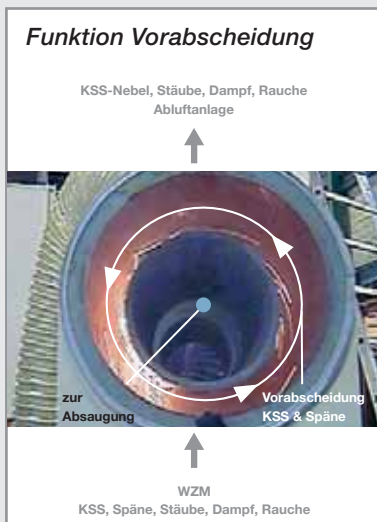 Funktion Vorabscheidung
KSS-Nebel, Stäube, Dampf, Rauche
Abluftanlage
zur
Absaugung
Vorabscheidung
KSS & Späne
WZM
KSS, Späne, Stäube, Dampf, Rauche